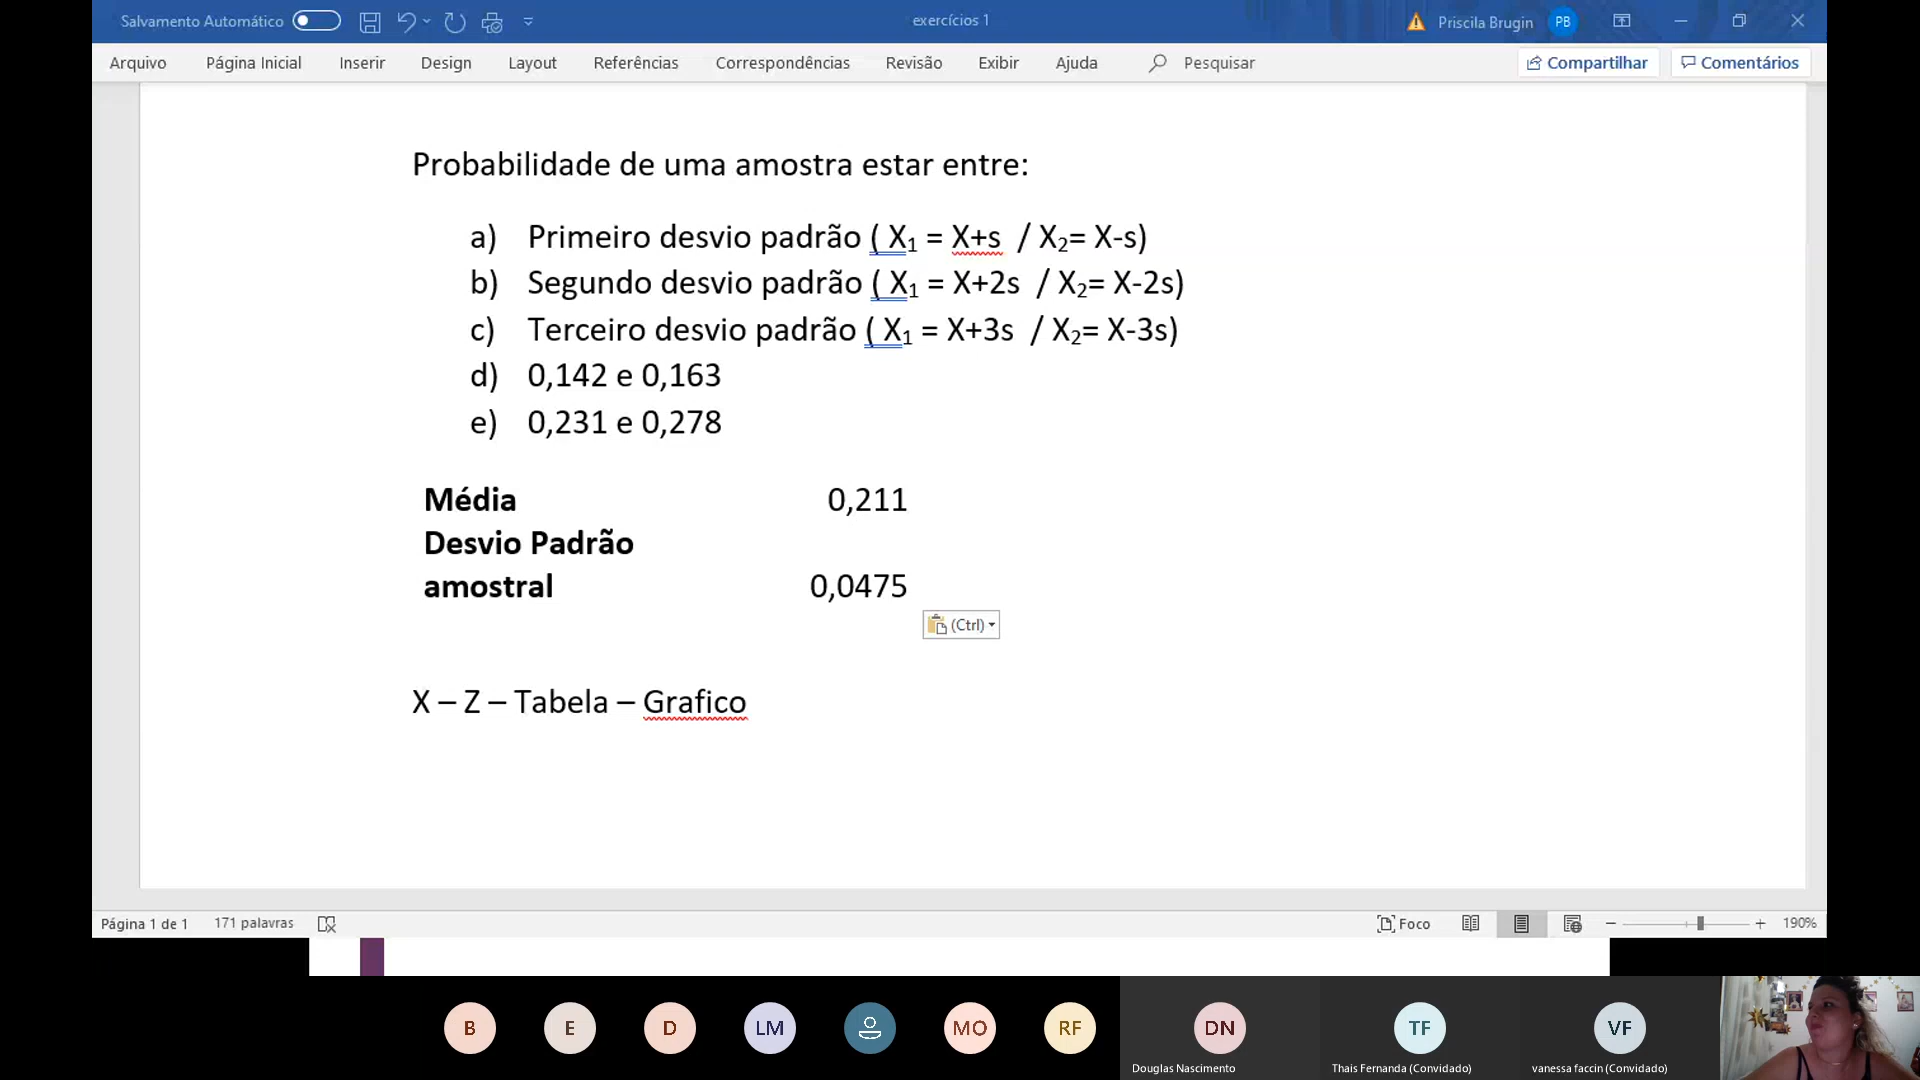 Salvamento Automático
exercícios 1
Priscila Brugin PB
Arquivo Página Inicial Inserir Design Layout Referências Correspondências Revisão Exibir Ajuda Pesquisar Compartilhar Comentários
Probabilidade de uma amostra estar entre:
a) Primeiro desvio padrão ( X₁ = X+s / X₂= X-s)
b) Segundo desvio padrão ( X₁ = X+2s / X₂= X-2s)
c) Terceiro desvio padrão ( X₁ = X+3s / X₂= X-3s)
d) 0,142 e 0,163
e) 0,231 e 0,278
Média 0,211
Desvio Padrão
amostral 0,0475
(Ctrl)
X – Z – Tabela – Grafico
Página 1 de 1 171 palavras Foco 190%
B E D LM MO RF DN TF VF
Douglas Nascimento Thais Fernanda (Convidado) vanessa faccin (Convidado)